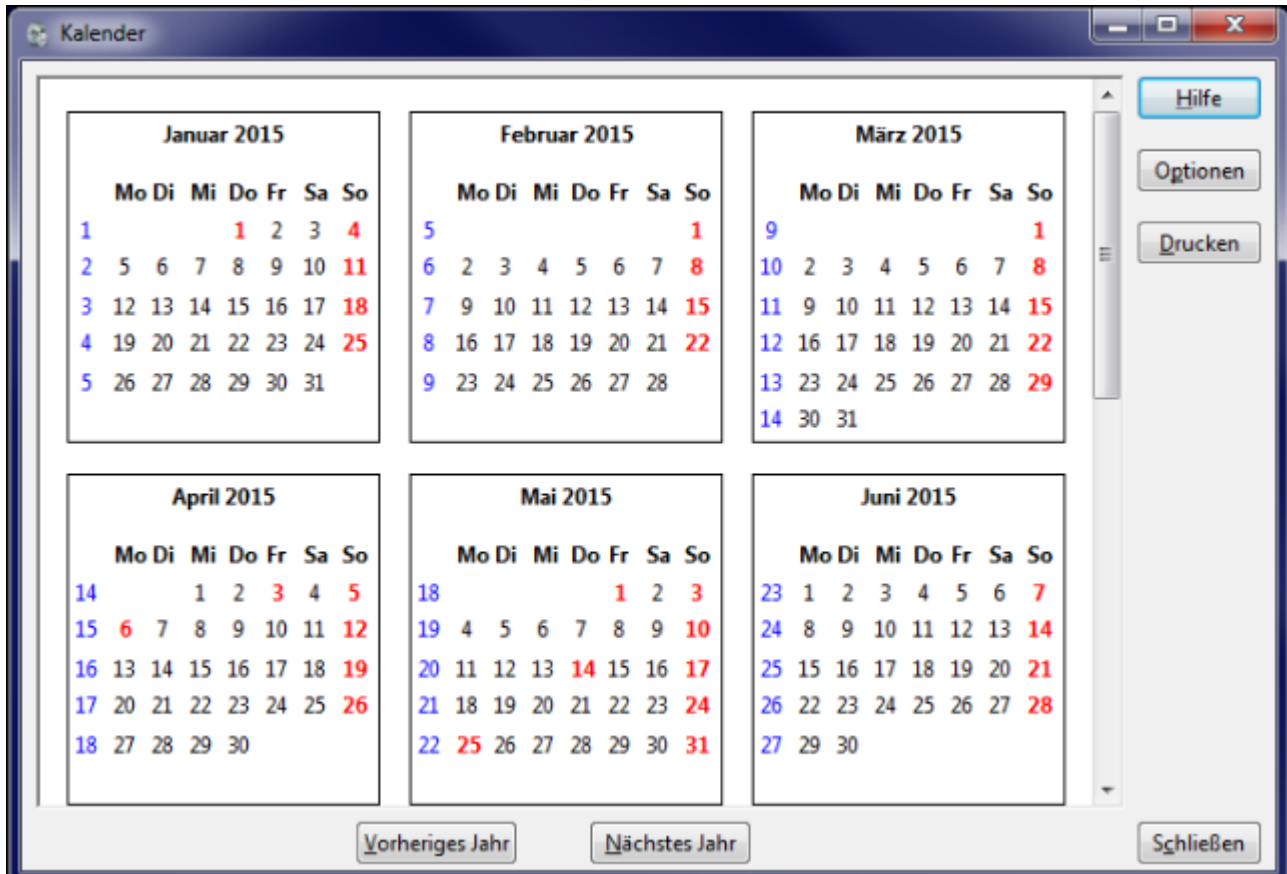 Kalender
Hilfe
Optionen
Drucken
Januar 2015
Mo Di Mi Do Fr Sa So
1 1 2 3 4
2 5 6 7 8 9 10 11
3 12 13 14 15 16 17 18
4 19 20 21 22 23 24 25
5 26 27 28 29 30 31
Februar 2015
Mo Di Mi Do Fr Sa So
5 1
6 2 3 4 5 6 7 8
7 9 10 11 12 13 14 15
8 16 17 18 19 20 21 22
9 23 24 25 26 27 28
März 2015
Mo Di Mi Do Fr Sa So
9 1
10 2 3 4 5 6 7 8
11 9 10 11 12 13 14 15
12 16 17 18 19 20 21 22
13 23 24 25 26 27 28 29
14 30 31
April 2015
Mo Di Mi Do Fr Sa So
14 1 2 3 4 5
15 6 7 8 9 10 11 12
16 13 14 15 16 17 18 19
17 20 21 22 23 24 25 26
18 27 28 29 30
Mai 2015
Mo Di Mi Do Fr Sa So
18 1 2 3
19 4 5 6 7 8 9 10
20 11 12 13 14 15 16 17
21 18 19 20 21 22 23 24
22 25 26 27 28 29 30 31
Juni 2015
Mo Di Mi Do Fr Sa So
23 1 2 3 4 5 6 7
24 8 9 10 11 12 13 14
25 15 16 17 18 19 20 21
26 22 23 24 25 26 27 28
27 29 30
Vorheriges Jahr
Nächstes Jahr
Schließen